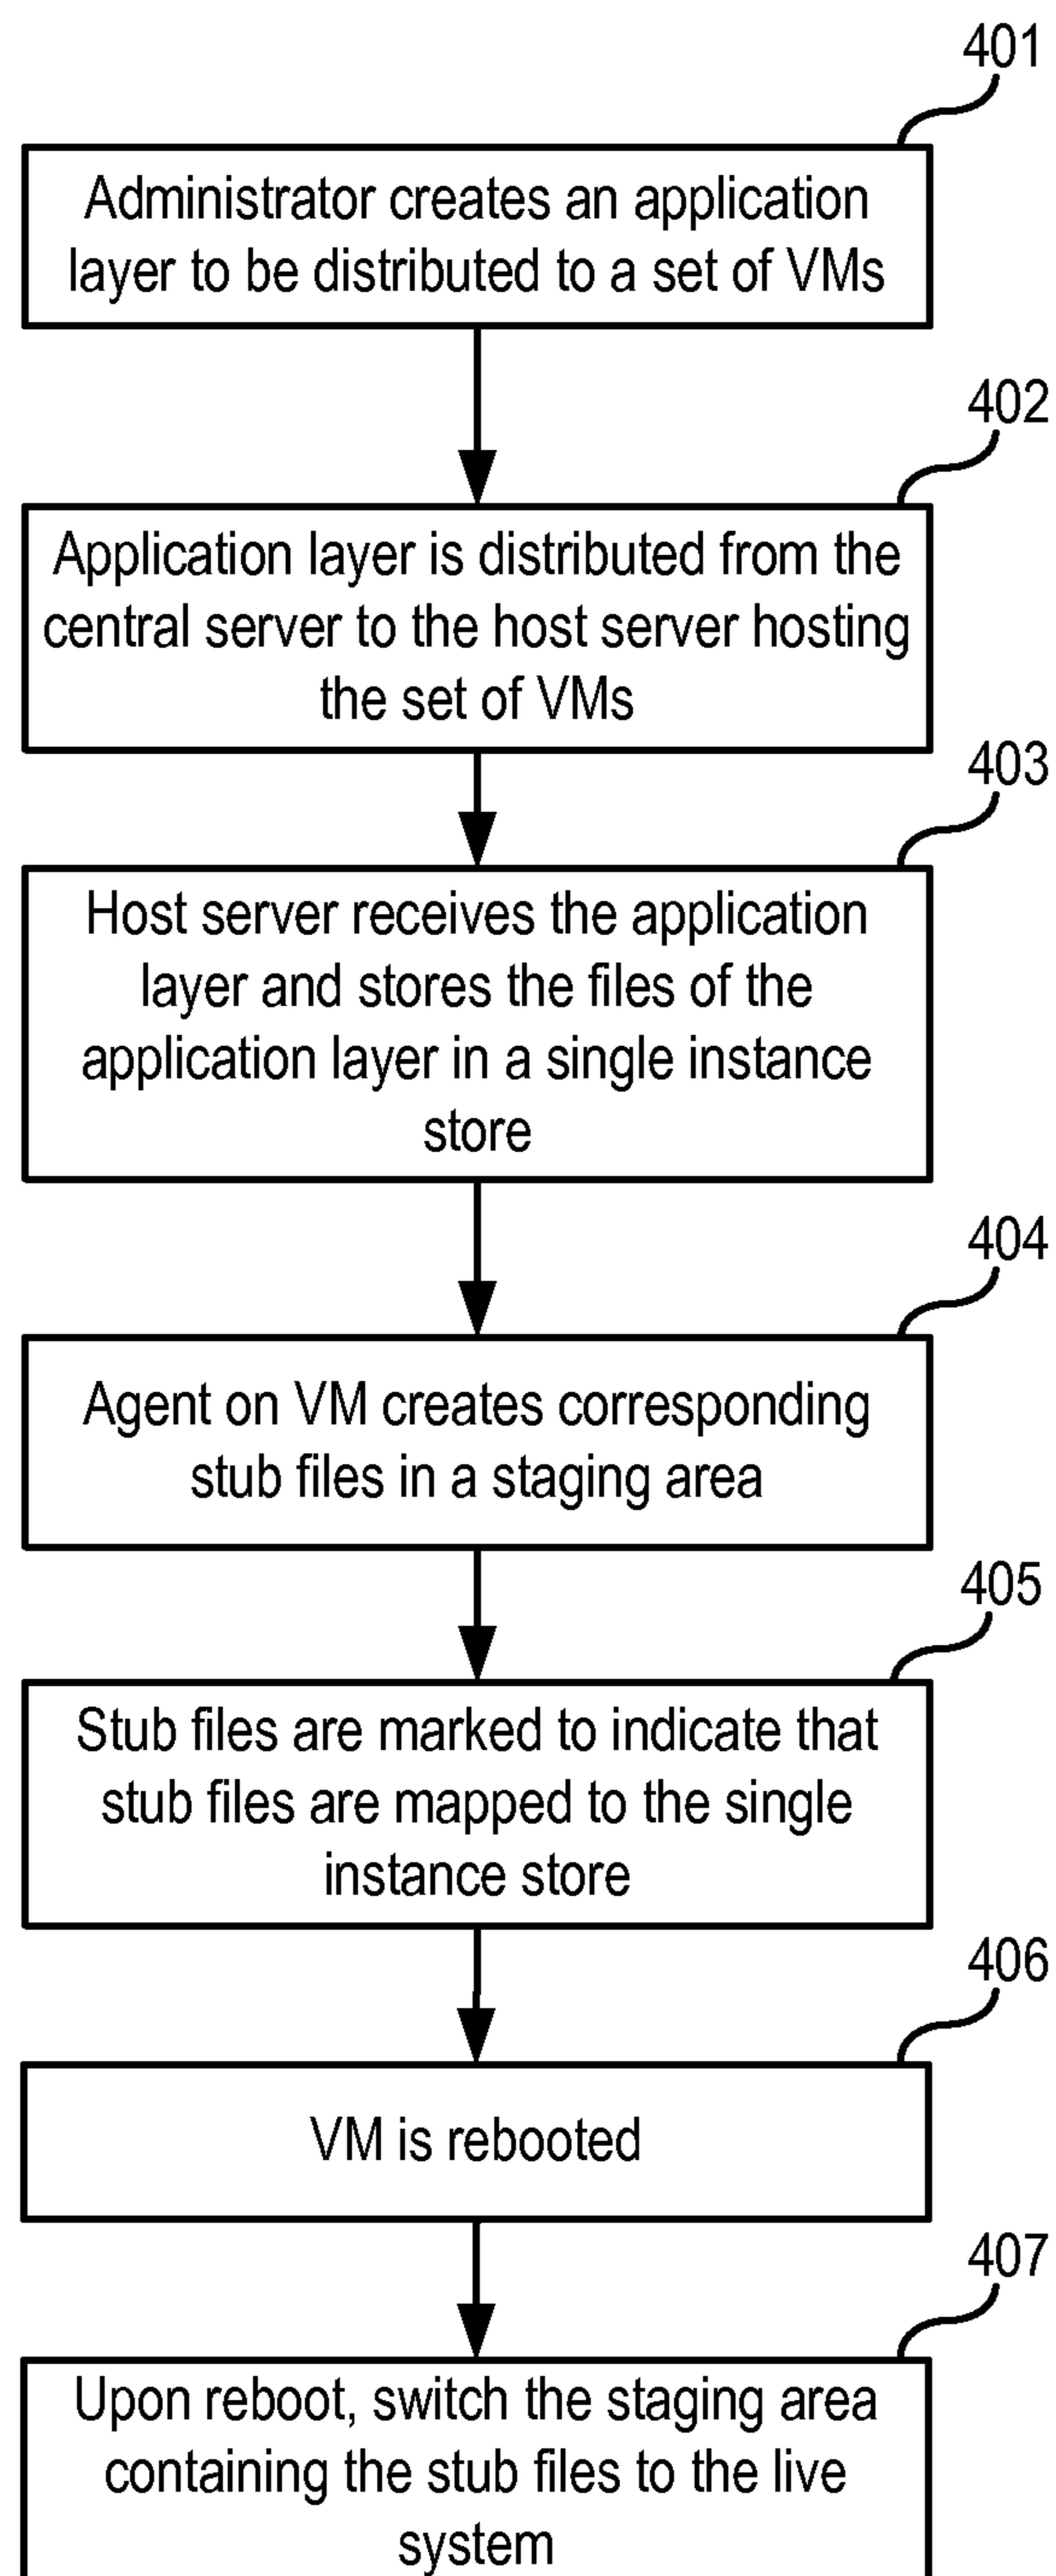 401
Administrator creates an application
layer to be distributed to a set of VMs
402
Application layer is distributed from the
central server to the host server hosting
the set of VMs
403
Host server receives the application
layer and stores the files of the
application layer in a single instance
store
404
Agent on VM creates corresponding
stub files in a staging area
405
Stub files are marked to indicate that
stub files are mapped to the single
instance store
406
VM is rebooted
407
Upon reboot, switch the staging area
containing the stub files to the live
system